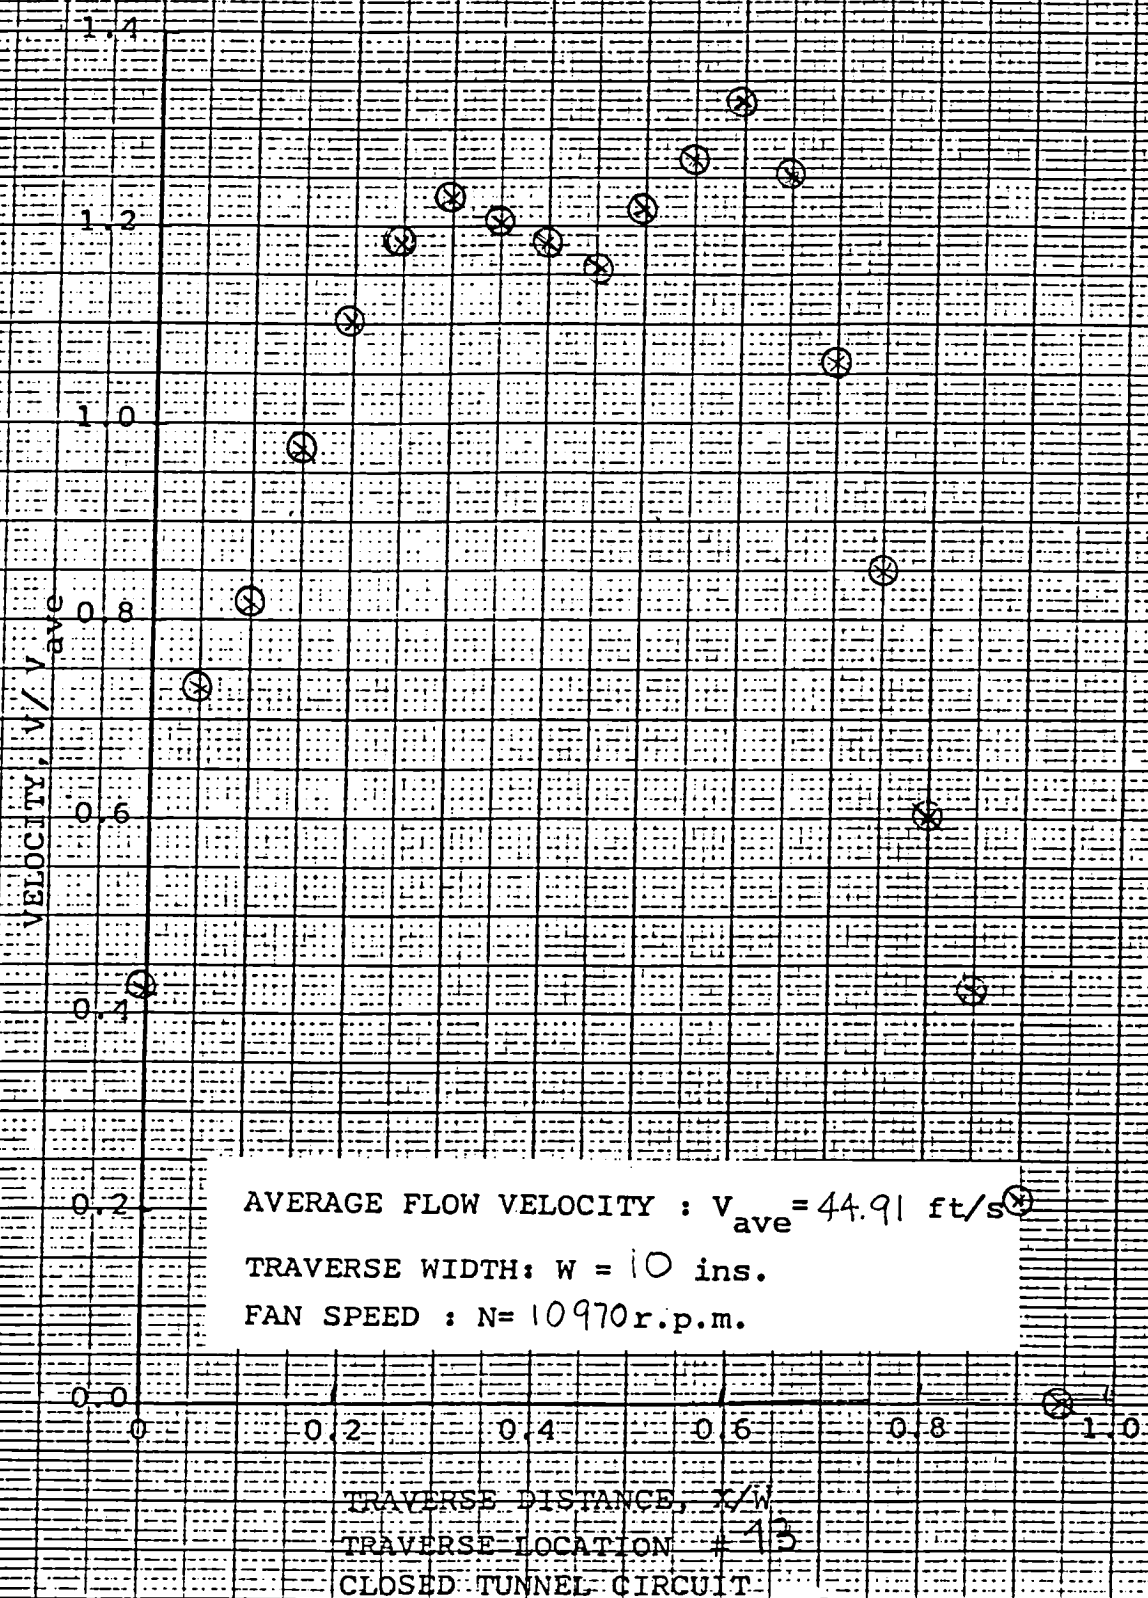 1.4
1.2
1.0
0.8
0.6
0.4
0.2
0.0
VELOCITY, V/V ave
AVERAGE FLOW VELOCITY : Vave= 44.91 ft/s
TRAVERSE WIDTH: W = 10 ins.
FAN SPEED : N= 10970 r.p.m.
0 0.2 0.4 0.6 0.8 1.0
TRAVERSE DISTANCE, X/W
TRAVERSE LOCATION # 13
CLOSED TUNNEL CIRCUIT